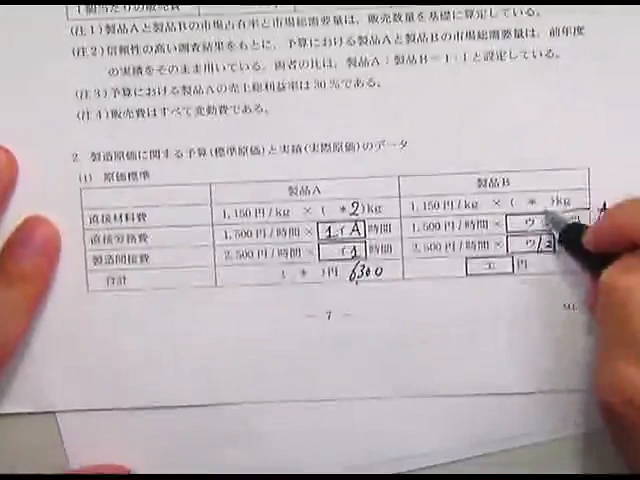 1個当たりの販売費
(注1)製品Aと製品Bの市場占有率と市場総需要量は、販売数量を基礎に算定している。
(注2)信頼性の高い調査結果をもとに、予算における製品Aと製品Bの市場総需要量は、前年度
の実績をそのまま用いている。両者の比は、製品A:製品B=1:1と設定している。
(注3)予算における製品Aの売上総利益率は30%である。
(注4)販売費はすべて変動費である。
2 製造原価に関する予算(標準原価)と実績(実際原価)のデータ
(1) 原価標準
製品A 製品B
直接材料費 1,150円/kg × ( *2)kg 1,150円/kg × ( * )kg
直接労務費 1,500円/時間× 時間 1,500円/時間× ウ
製造間接費 2,500円/時間× 時間 2,500円/時間× ウ
合計 ( * )円 6300 エ 円
— 7 —